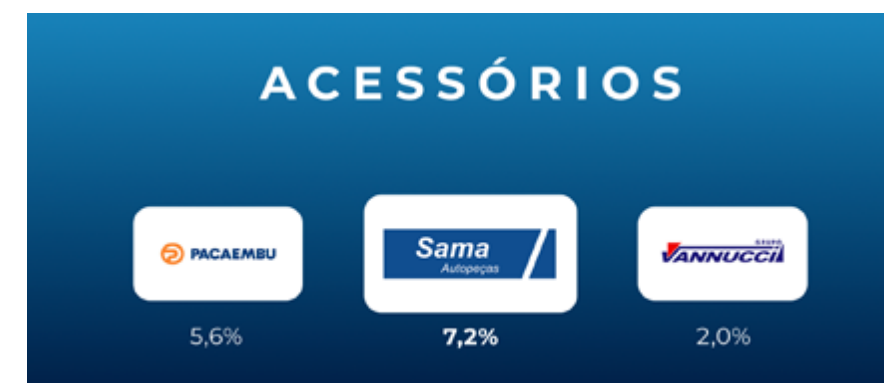 ACESSÓRIOS
PACAEMBU
Sama
Autopeças
GRUPO
VANNUCCI
5,6%
7,2%
2,0%